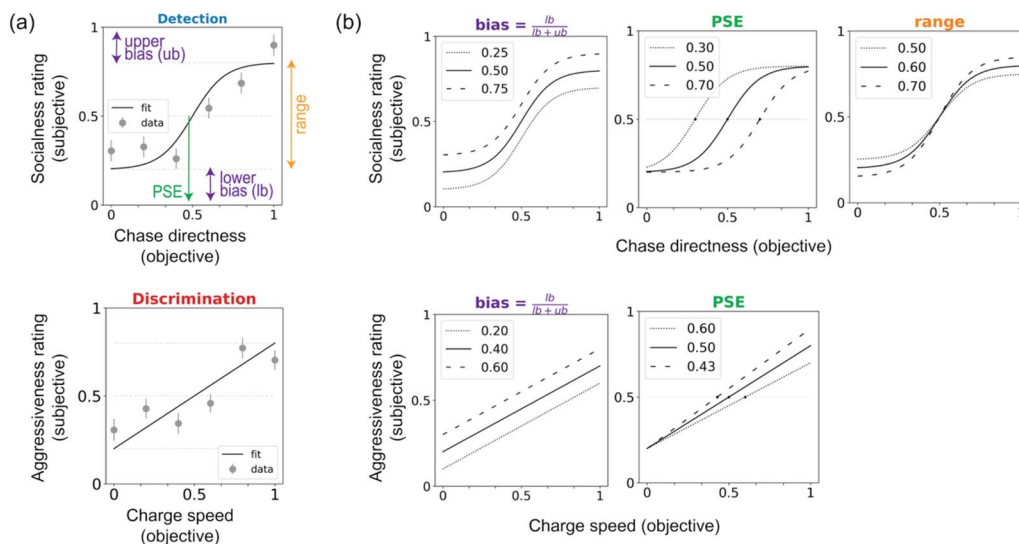 (a)
Detection
1
0.5
0
0
0.5
1
Socialness rating
(subjective)
upper
bias (ub)
fit
data
PSE
lower
bias (lb)
range
Chase directness
(objective)
(b)
bias = lb / lb + ub
1
0.5
0
0
0.5
1
Socialness rating
(subjective)
0.25
0.50
0.75
PSE
1
0.5
0
0
0.5
1
0.30
0.50
0.70
range
1
0.5
0
0
0.5
1
0.50
0.60
0.70
Chase directness (objective)
Discrimination
1
0.5
0
0
0.5
1
Aggressiveness rating
(subjective)
fit
data
Charge speed
(objective)
bias = lb / lb + ub
1
0.5
0
0
0.5
1
Aggressiveness rating
(subjective)
0.20
0.40
0.60
PSE
1
0.5
0
0
0.5
1
0.60
0.50
0.43
Charge speed (objective)